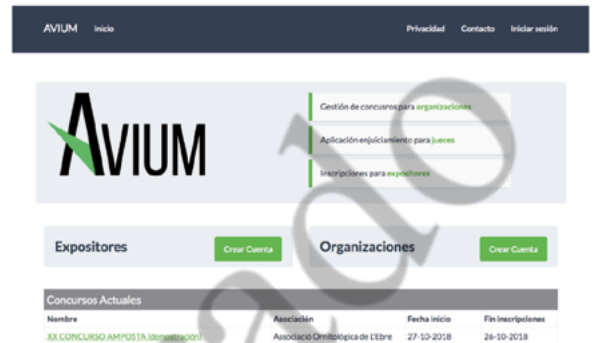 AVIUM Inicio Privacidad Contacto Iniciar sesión
AVIUM
Gestión de concusros para organizaciones
Aplicación enjuiciamiento para jueces
Inscripciones para expositores
Expositores Crear Cuenta Organizaciones Crear Cuenta
Concursos Actuales
Nombre Asociación Fecha inicio Fin inscripciones
XX CONCURSO AMPOSTA (demostración) Associació Ornitològica de L'Ebre 27-10-2018 26-10-2018
ado